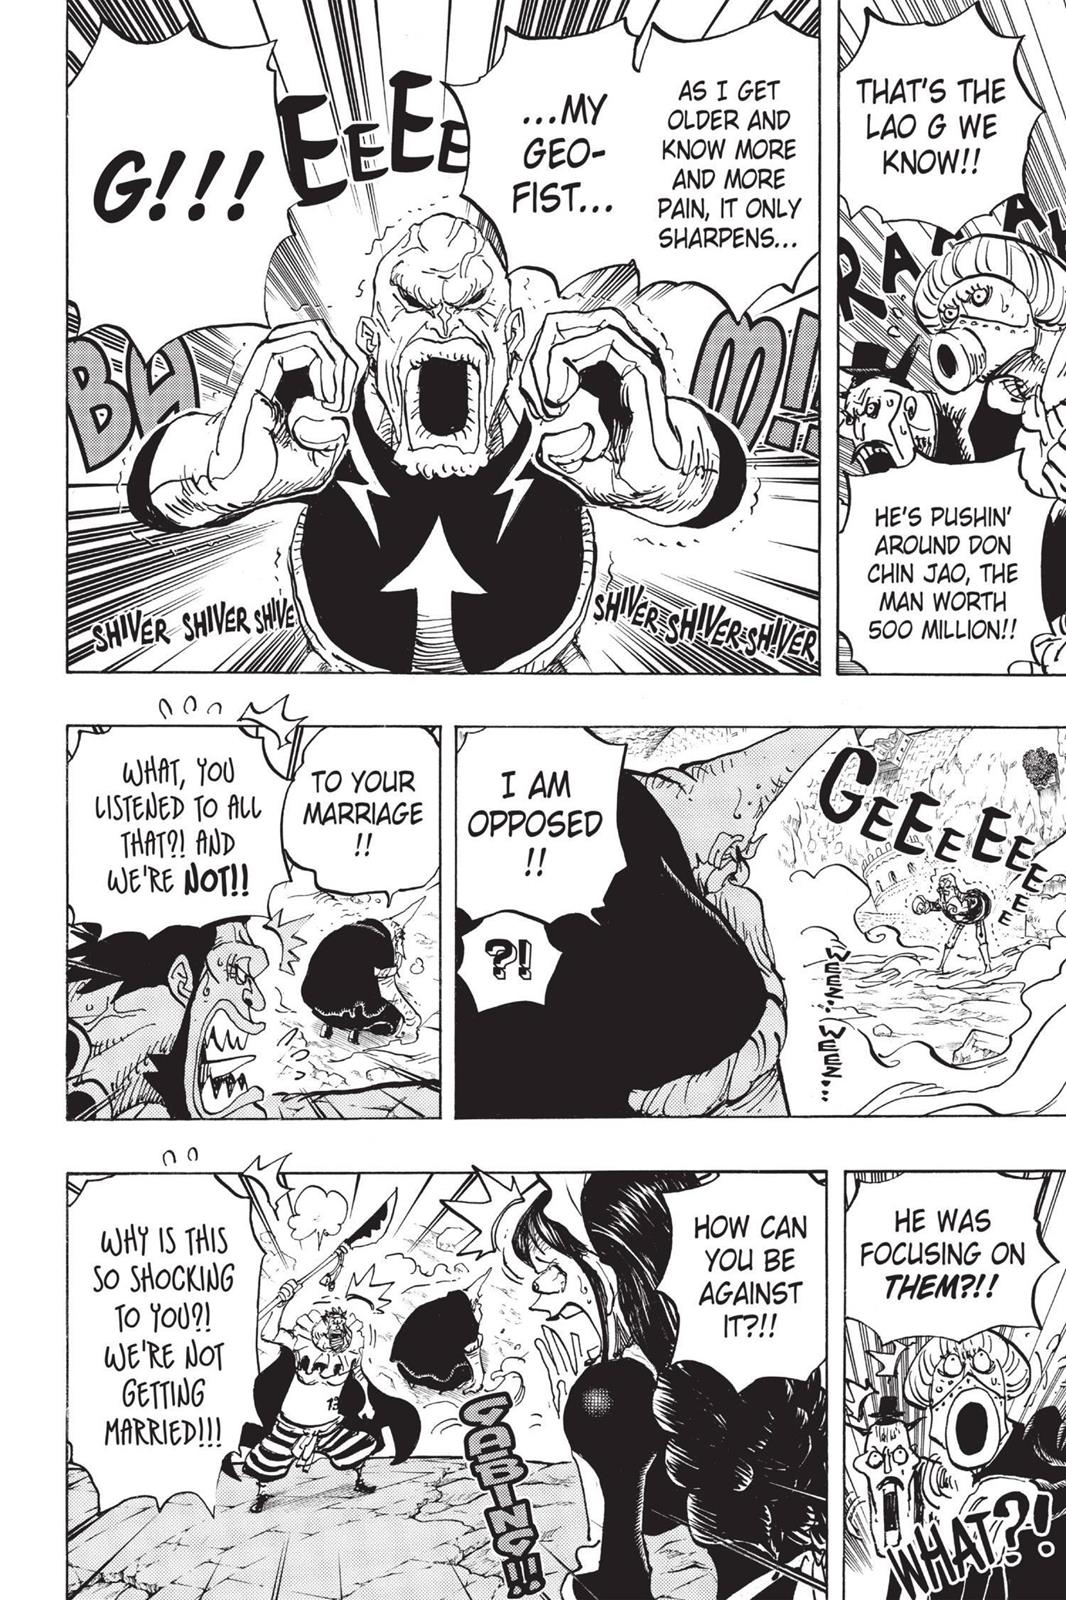 THAT'S THE
LAO G WE
KNOW!!
RAAAH
HE'S PUSHIN'
AROUND DON
CHIN JAO, THE
MAN WORTH
500 MILLION!!
AS I GET
OLDER AND
KNOW MORE
AND MORE
PAIN, IT ONLY
SHARPENS...
...MY
GEO-
FIST...
EEEE
G!!!
BH
M!!
SHIVER SHIVER SHIVE
SHIVER SHIVER SHIVER
GEEEEEEEE
WEEZ...
WEEZ...
I AM
OPPOSED
!!
?!
TO YOUR
MARRIAGE
!!
WHAT, YOU
LISTENED TO ALL
THAT?! AND
WE'RE NOT!!
HE WAS
FOCUSING ON
THEM?!!
WHAT?!
HOW CAN
YOU BE
AGAINST
IT?!!
GABING!!
13
WHY IS THIS
SO SHOCKING
TO YOU?!
WE'RE NOT
GETTING
MARRIED!!!